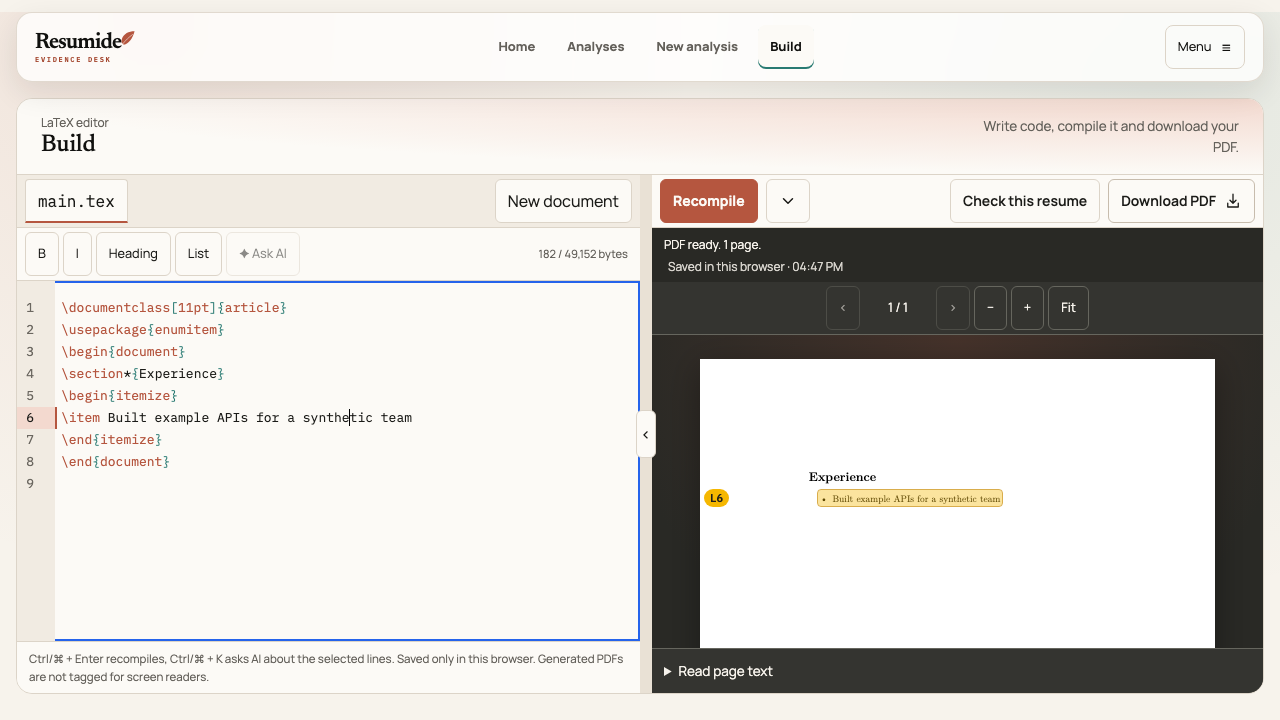 Resumide
EVIDENCE DESK
Home
Analyses
New analysis
Build
Menu ≡
LaTeX editor
Build
Write code, compile it and download your
PDF.
main.tex
New document
Recompile
Check this resume
Download PDF
B
I
Heading
List
✦ Ask AI
182 / 49,152 bytes
PDF ready. 1 page.
Saved in this browser · 04:47 PM
‹
1 / 1
›
−
+
Fit
1 \documentclass[11pt]{article}
2 \usepackage{enumitem}
3 \begin{document}
4 \section*{Experience}
5 \begin{itemize}
6 \item Built example APIs for a synthetic team
7 \end{itemize}
8 \end{document}
9
Experience
L6
• Built example APIs for a synthetic team
Ctrl/⌘ + Enter recompiles, Ctrl/⌘ + K asks AI about the selected lines. Saved only in this browser. Generated PDFs
are not tagged for screen readers.
▶ Read page text